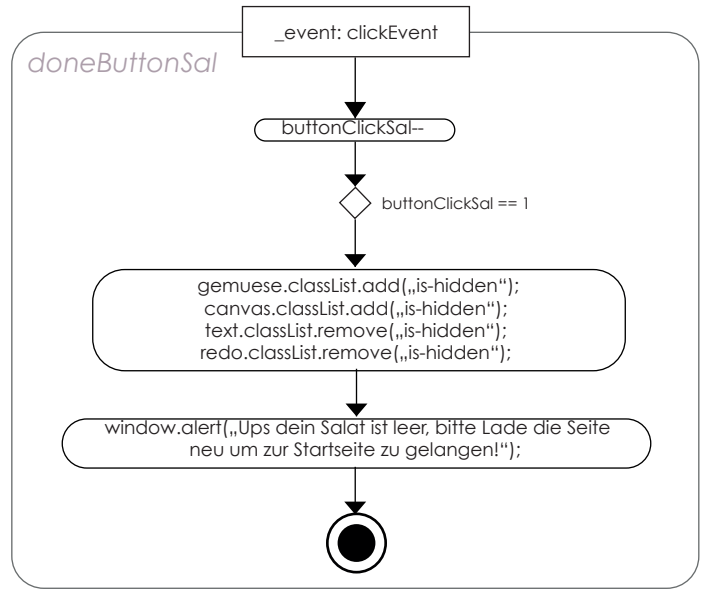 _event: clickEvent
doneButtonSal
buttonClickSal--
buttonClickSal == 1
gemuese.classList.add(„is-hidden“);
canvas.classList.add(„is-hidden“);
text.classList.remove(„is-hidden“);
redo.classList.remove(„is-hidden“);
window.alert(„Ups dein Salat ist leer, bitte Lade die Seite
neu um zur Startseite zu gelangen!“);